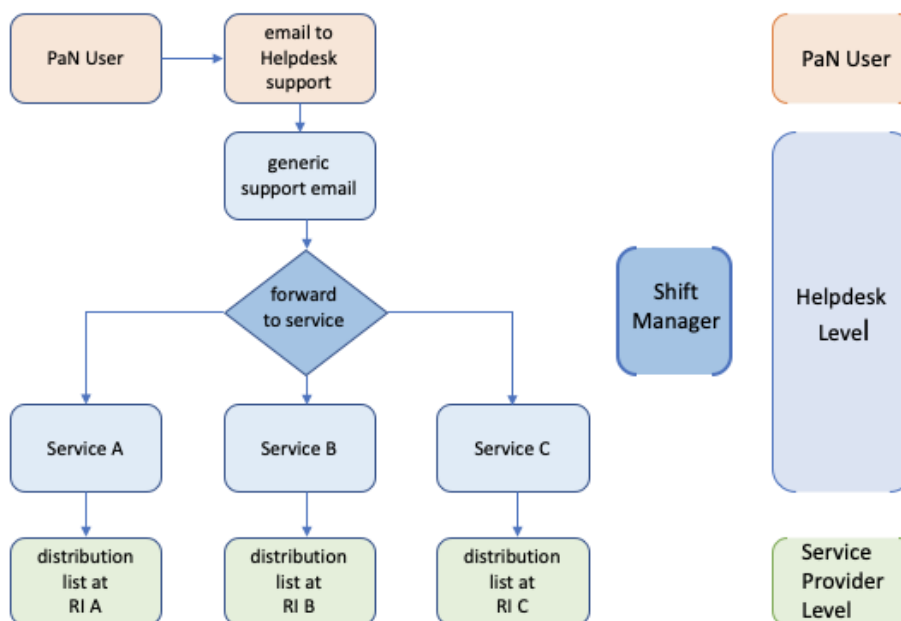 PaN User
email to
Helpdesk
support
PaN User
generic
support email
forward
to service
Shift
Manager
Helpdesk
Level
Service A
Service B
Service C
distribution
list at
RI A
distribution
list at
RI B
distribution
list at
RI C
Service
Provider
Level